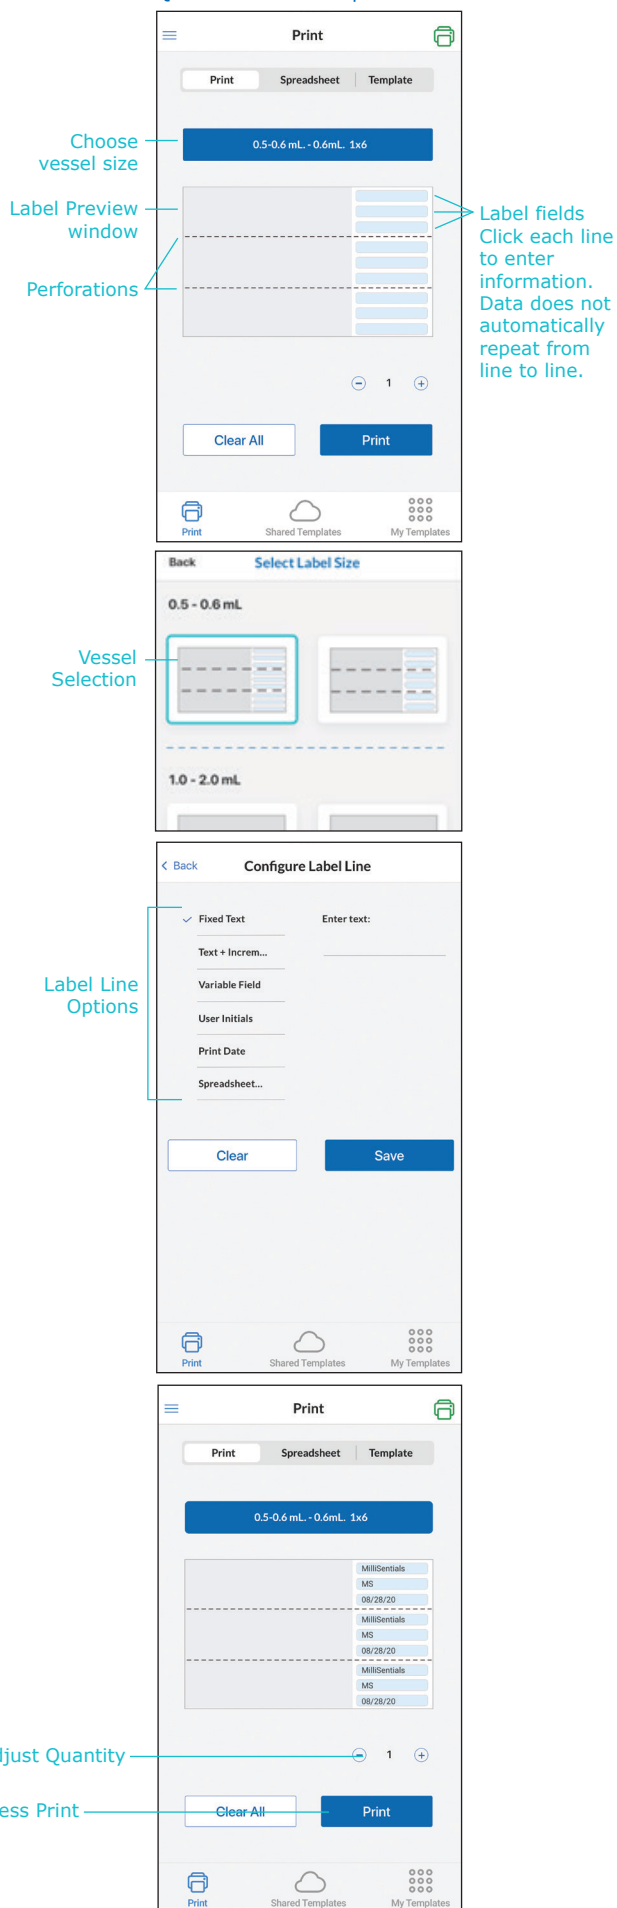 Print
Print Spreadsheet Template
Choose
vessel size
0.5-0.6 mL. - 0.6mL. 1x6
Label Preview
window
Perforations
Label fields
Click each line
to enter
information.
Data does not
automatically
repeat from
line to line.
1
Clear All Print
Print Shared Templates My Templates
Back Select Label Size
0.5 - 0.6 mL
Vessel
Selection
1.0 - 2.0 mL
Back Configure Label Line
Fixed Text Enter text:
Text + Increm...
Variable Field
User Initials
Print Date
Spreadsheet...
Label Line
Options
Clear Save
Print Shared Templates My Templates
Print
Print Spreadsheet Template
0.5-0.6 mL. - 0.6mL. 1x6
MilliSentials
MS
08/28/20
MilliSentials
MS
08/28/20
MilliSentials
MS
08/28/20
Quantity
1
Print
Clear All Print
Print Shared Templates My Templates